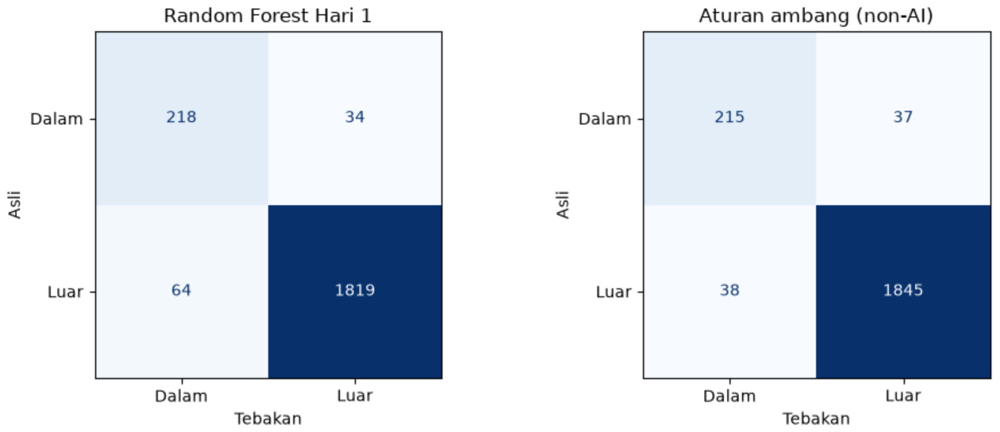 Random Forest Hari 1
Asli
Dalam
218
34
Luar
64
1819
Dalam
Luar
Tebakan
Aturan ambang (non-AI)
Asli
Dalam
215
37
Luar
38
1845
Dalam
Luar
Tebakan